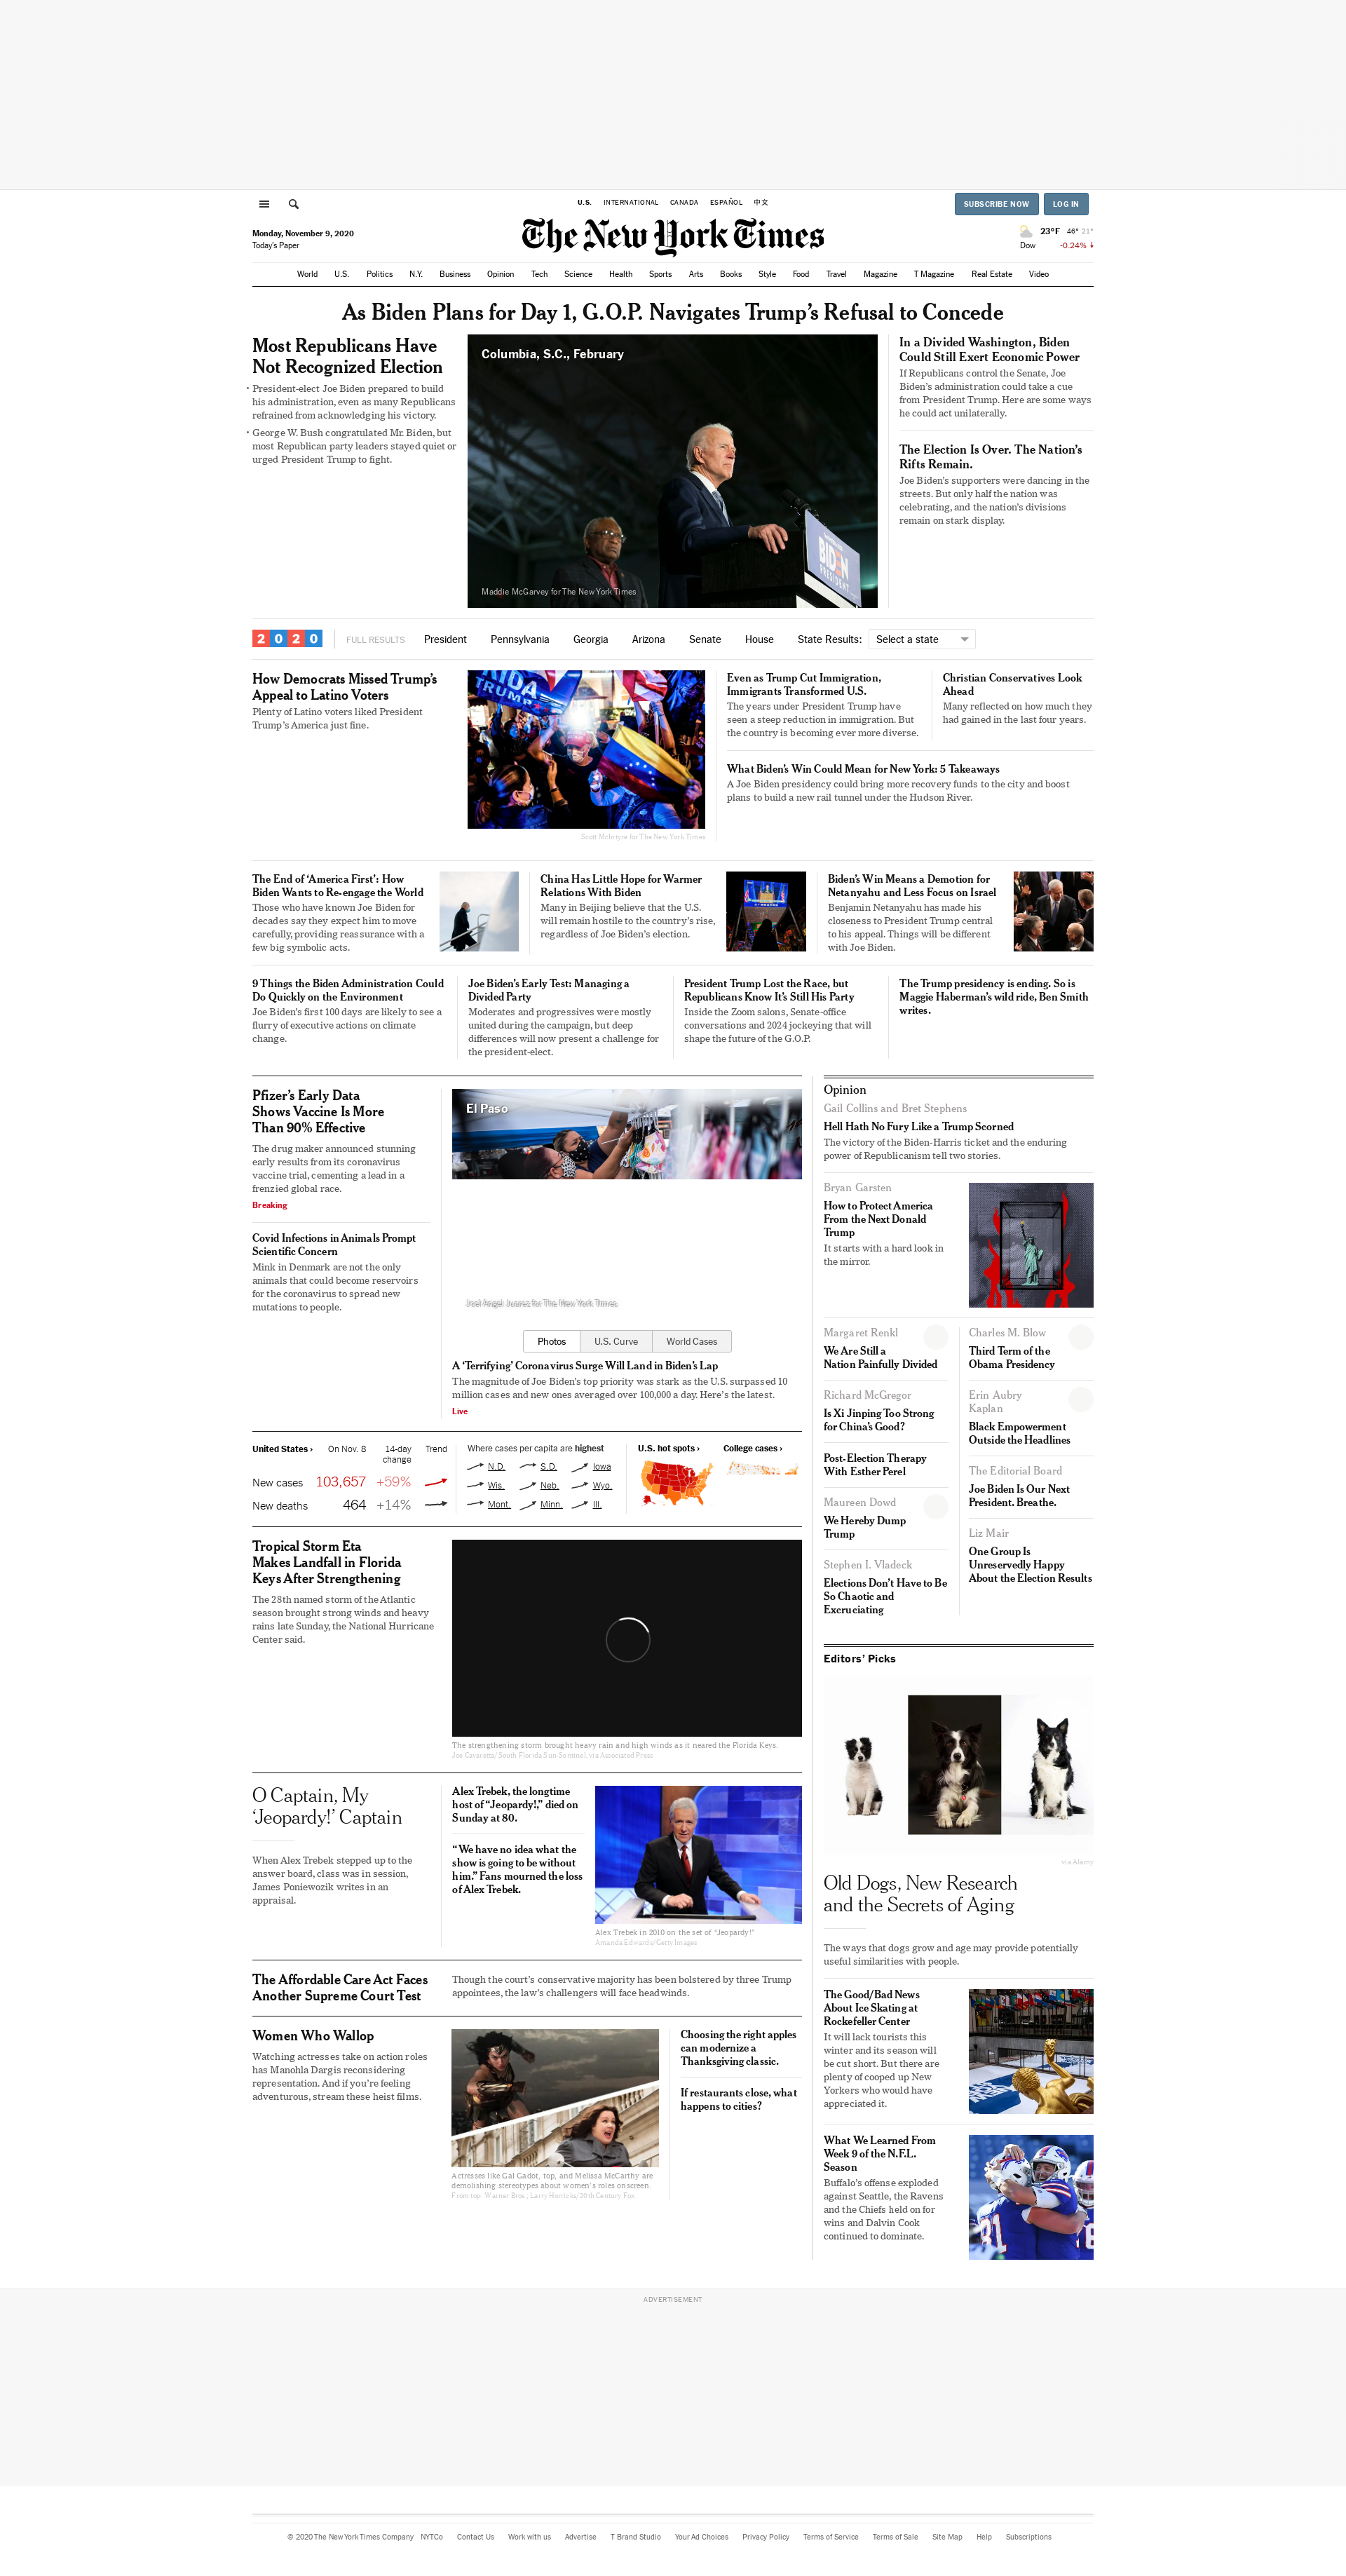 U.S. INTERNATIONAL CANADA ESPAÑOL 中文
SUBSCRIBE NOW LOG IN
Monday, November 9, 2020
Today's Paper
The New York Times
23°F 46° 21°
Dow -0.24%
World U.S. Politics N.Y. Business Opinion Tech Science Health Sports Arts Books Style Food Travel Magazine T Magazine Real Estate Video
As Biden Plans for Day 1, G.O.P. Navigates Trump's Refusal to Concede
Most Republicans Have
Not Recognized Election
• President-elect Joe Biden prepared to build
his administration, even as many Republicans
refrained from acknowledging his victory.
• George W. Bush congratulated Mr. Biden, but
most Republican party leaders stayed quiet or
urged President Trump to fight.
Columbia, S.C., February
BIDEN
PRESIDENT
Maddie McGarvey for The New York Times
In a Divided Washington, Biden
Could Still Exert Economic Power
If Republicans control the Senate, Joe
Biden's administration could take a cue
from President Trump. Here are some ways
he could act unilaterally.
The Election Is Over. The Nation's
Rifts Remain.
Joe Biden's supporters were dancing in the
streets. But only half the nation was
celebrating, and the nation's divisions
remain on stark display.
2020 FULL RESULTS President Pennsylvania Georgia Arizona Senate House State Results: Select a state
How Democrats Missed Trump's
Appeal to Latino Voters
Plenty of Latino voters liked President
Trump's America just fine.
TRUMP
Scott McIntyre for The New York Times
Even as Trump Cut Immigration,
Immigrants Transformed U.S.
The years under President Trump have
seen a steep reduction in immigration. But
the country is becoming ever more diverse.
Christian Conservatives Look
Ahead
Many reflected on how much they
had gained in the last four years.
What Biden's Win Could Mean for New York: 5 Takeaways
A Joe Biden presidency could bring more recovery funds to the city and boost
plans to build a new rail tunnel under the Hudson River.
The End of 'America First': How
Biden Wants to Re-engage the World
Those who have known Joe Biden for
decades say they expect him to move
carefully, providing reassurance with a
few big symbolic acts.
China Has Little Hope for Warmer
Relations With Biden
Many in Beijing believe that the U.S.
will remain hostile to the country's rise,
regardless of Joe Biden's election.
Biden's Win Means a Demotion for
Netanyahu and Less Focus on Israel
Benjamin Netanyahu has made his
closeness to President Trump central
to his appeal. Things will be different
with Joe Biden.
9 Things the Biden Administration Could
Do Quickly on the Environment
Joe Biden's first 100 days are likely to see a
flurry of executive actions on climate
change.
Joe Biden's Early Test: Managing a
Divided Party
Moderates and progressives were mostly
united during the campaign, but deep
differences will now present a challenge for
the president-elect.
President Trump Lost the Race, but
Republicans Know It's Still His Party
Inside the Zoom salons, Senate-office
conversations and 2024 jockeying that will
shape the future of the G.O.P.
The Trump presidency is ending. So is
Maggie Haberman's wild ride, Ben Smith
writes.
Pfizer's Early Data
Shows Vaccine Is More
Than 90% Effective
The drug maker announced stunning
early results from its coronavirus
vaccine trial, cementing a lead in a
frenzied global race.
Breaking
Covid Infections in Animals Prompt
Scientific Concern
Mink in Denmark are not the only
animals that could become reservoirs
for the coronavirus to spread new
mutations to people.
El Paso
Joel Angel Juarez for The New York Times
Photos U.S. Curve World Cases
A 'Terrifying' Coronavirus Surge Will Land in Biden's Lap
The magnitude of Joe Biden's top priority was stark as the U.S. surpassed 10
million cases and new ones averaged over 100,000 a day. Here's the latest.
Live
United States › On Nov. 8 14-day
change Trend
New cases 103,657 +59%
New deaths 464 +14%
Where cases per capita are highest
N.D. S.D. Iowa
Wis. Neb. Wyo.
Mont. Minn. Ill.
U.S. hot spots › College cases ›
Tropical Storm Eta
Makes Landfall in Florida
Keys After Strengthening
The 28th named storm of the Atlantic
season brought strong winds and heavy
rains late Sunday, the National Hurricane
Center said.
The strengthening storm brought heavy rain and high winds as it neared the Florida Keys.
Joe Cavaretta/South Florida Sun-Sentinel, via Associated Press
O Captain, My
'Jeopardy!' Captain
When Alex Trebek stepped up to the
answer board, class was in session,
James Poniewozik writes in an
appraisal.
Alex Trebek, the longtime
host of "Jeopardy!," died on
Sunday at 80.
"We have no idea what the
show is going to be without
him." Fans mourned the loss
of Alex Trebek.
Alex Trebek in 2010 on the set of "Jeopardy!"
Amanda Edwards/Getty Images
The Affordable Care Act Faces
Another Supreme Court Test
Though the court's conservative majority has been bolstered by three Trump
appointees, the law's challengers will face headwinds.
Women Who Wallop
Watching actresses take on action roles
has Manohla Dargis reconsidering
representation. And if you're feeling
adventurous, stream these heist films.
Actresses like Gal Gadot, top, and Melissa McCarthy are
demolishing stereotypes about women's roles onscreen.
From top: Warner Bros.; Larry Horricks/20th Century Fox
Choosing the right apples
can modernize a
Thanksgiving classic.
If restaurants close, what
happens to cities?
Opinion
Gail Collins and Bret Stephens
Hell Hath No Fury Like a Trump Scorned
The victory of the Biden-Harris ticket and the enduring
power of Republicanism tell two stories.
Bryan Garsten
How to Protect America
From the Next Donald
Trump
It starts with a hard look in
the mirror.
Margaret Renkl
We Are Still a
Nation Painfully Divided
Richard McGregor
Is Xi Jinping Too Strong
for China's Good?
Post-Election Therapy
With Esther Perel
Maureen Dowd
We Hereby Dump
Trump
Stephen I. Vladeck
Elections Don't Have to Be
So Chaotic and
Excruciating
Charles M. Blow
Third Term of the
Obama Presidency
Erin Aubry
Kaplan
Black Empowerment
Outside the Headlines
The Editorial Board
Joe Biden Is Our Next
President. Breathe.
Liz Mair
One Group Is
Unreservedly Happy
About the Election Results
Editors' Picks
via Alamy
Old Dogs, New Research
and the Secrets of Aging
The ways that dogs grow and age may provide potentially
useful similarities with people.
The Good/Bad News
About Ice Skating at
Rockefeller Center
It will lack tourists this
winter and its season will
be cut short. But there are
plenty of cooped up New
Yorkers who would have
appreciated it.
What We Learned From
Week 9 of the N.F.L.
Season
Buffalo's offense exploded
against Seattle, the Ravens
and the Chiefs held on for
wins and Dalvin Cook
continued to dominate.
ADVERTISEMENT
© 2020 The New York Times Company NYTCo Contact Us Work with us Advertise T Brand Studio Your Ad Choices Privacy Policy Terms of Service Terms of Sale Site Map Help Subscriptions